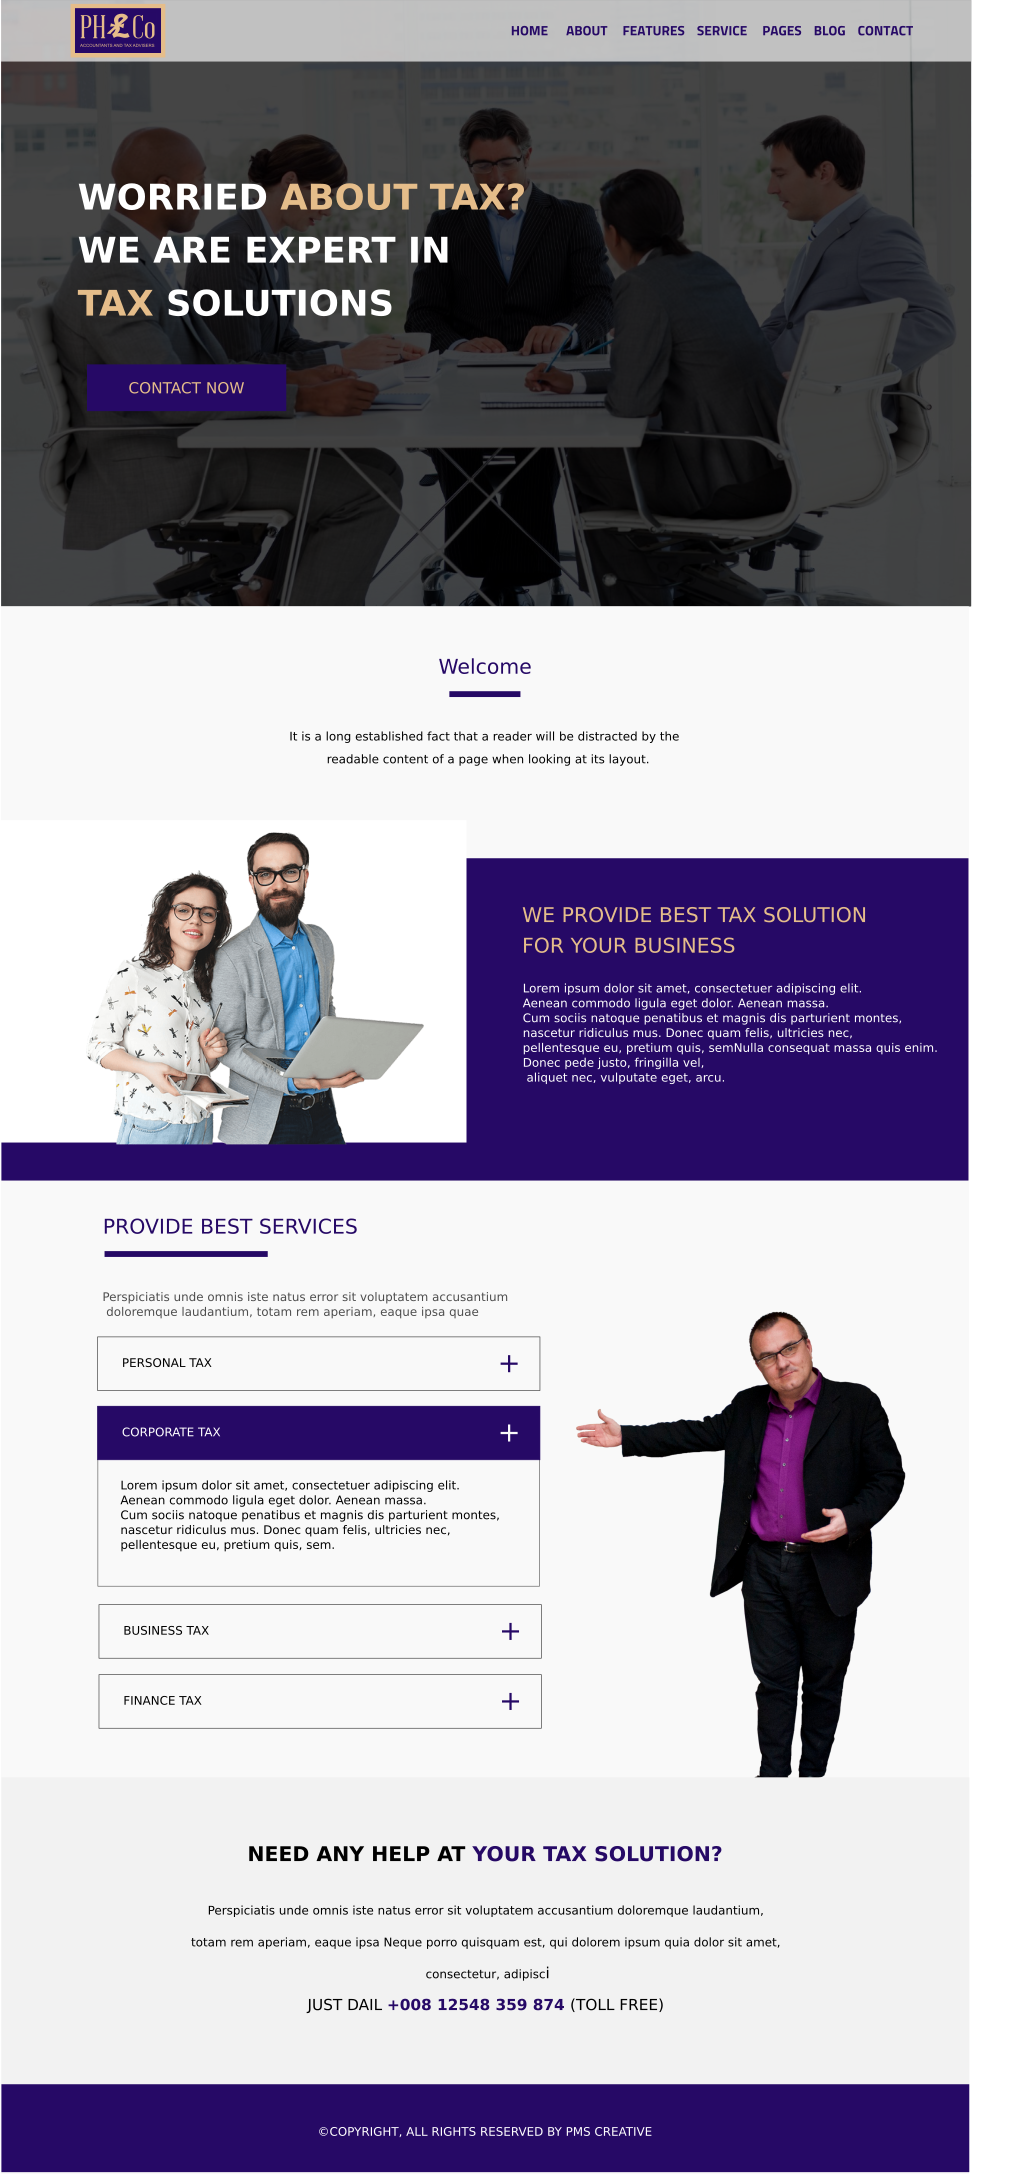 PH£Co
ACCOUNTANTS AND TAX ADVISERS
HOME ABOUT FEATURES SERVICE PAGES BLOG CONTACT
WORRIED ABOUT TAX?
WE ARE EXPERT IN
TAX SOLUTIONS
CONTACT NOW
Welcome
It is a long established fact that a reader will be distracted by the
readable content of a page when looking at its layout.
WE PROVIDE BEST TAX SOLUTION
FOR YOUR BUSINESS
Lorem ipsum dolor sit amet, consectetuer adipiscing elit.
Aenean commodo ligula eget dolor. Aenean massa.
Cum sociis natoque penatibus et magnis dis parturient montes,
nascetur ridiculus mus. Donec quam felis, ultricies nec,
pellentesque eu, pretium quis, semNulla consequat massa quis enim.
Donec pede justo, fringilla vel,
aliquet nec, vulputate eget, arcu.
PROVIDE BEST SERVICES
Perspiciatis unde omnis iste natus error sit voluptatem accusantium
doloremque laudantium, totam rem aperiam, eaque ipsa quae
PERSONAL TAX +
CORPORATE TAX +
Lorem ipsum dolor sit amet, consectetuer adipiscing elit.
Aenean commodo ligula eget dolor. Aenean massa.
Cum sociis natoque penatibus et magnis dis parturient montes,
nascetur ridiculus mus. Donec quam felis, ultricies nec,
pellentesque eu, pretium quis, sem.
BUSINESS TAX +
FINANCE TAX +
NEED ANY HELP AT YOUR TAX SOLUTION?
Perspiciatis unde omnis iste natus error sit voluptatem accusantium doloremque laudantium,
totam rem aperiam, eaque ipsa Neque porro quisquam est, qui dolorem ipsum quia dolor sit amet,
consectetur, adipisci
JUST DAIL +008 12548 359 874 (TOLL FREE)
©COPYRIGHT, ALL RIGHTS RESERVED BY PMS CREATIVE